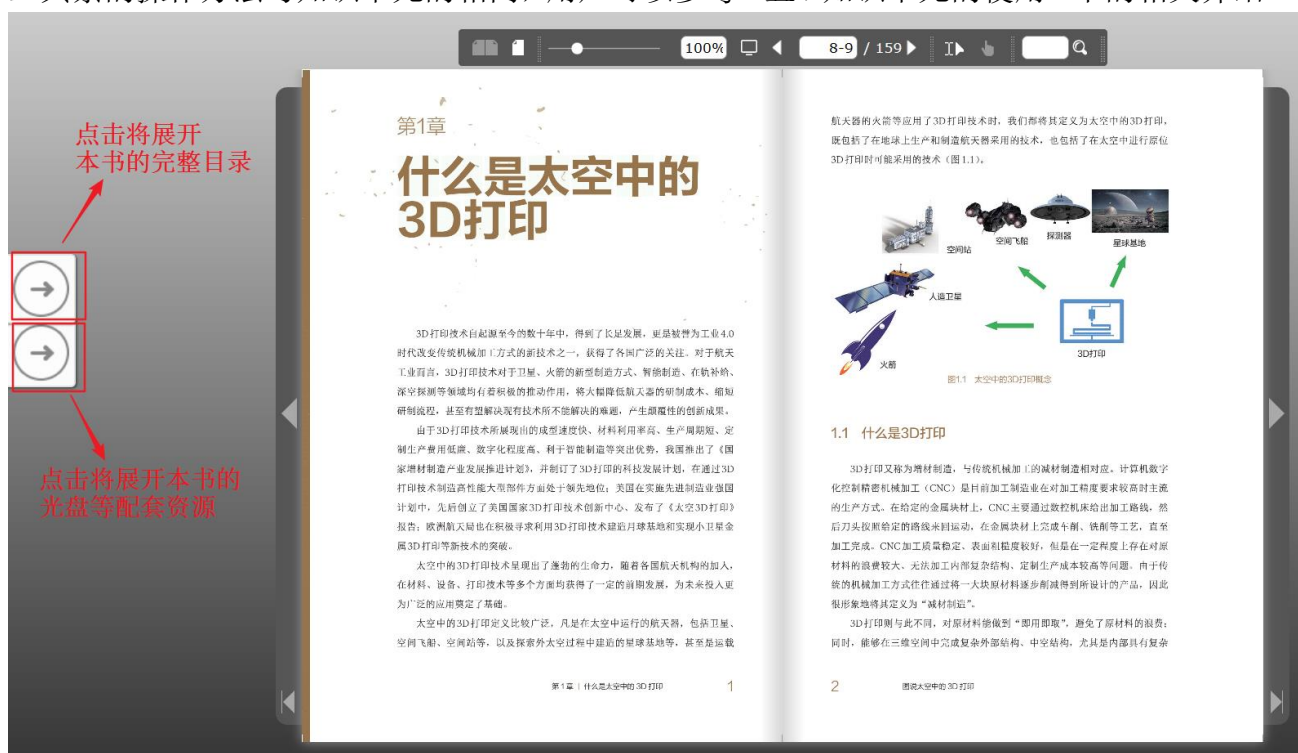 100%
8-9 / 159
点击将展开
本书的完整目录
点击将展开本书的
光盘等配套资源
第1章
什么是太空中的
3D打印
3D打印技术自起源至今的数十年中，得到了长足发展，更是被誉为工业4.0
时代改变传统机械加工方式的新技术之一，获得了各国广泛的关注。对于航天
工业而言，3D打印技术对于卫星、火箭的新型制造方式、智能制造、在轨补给、
深空探测等领域均有着积极的推动作用，将大幅降低航天器的研制成本、缩短
研制流程，甚至有望解决现有技术所不能解决的难题，产生颠覆性的创新成果。
由于3D打印技术所展现出的成型速度快、材料利用率高、生产周期短、定
制生产费用低廉、数字化程度高、利于智能制造等突出优势，我国推出了《国
家增材制造产业发展推进计划》，并制订了3D打印的科技发展计划，在通过3D
打印技术制造高性能大型部件方面处于领先地位；美国在实施先进制造业强国
计划中，先后创立了美国国家3D打印技术创新中心、发布了《太空3D打印》
报告；欧洲航天局也在积极寻求利用3D打印技术建造月球基地和实现小卫星金
属3D打印等新技术的突破。
太空中的3D打印技术呈现出了蓬勃的生命力，随着各国航天机构的加入，
在材料、设备、打印技术等多个方面均获得了一定的前期发展，为未来投入更
为广泛的应用奠定了基础。
太空中的3D打印定义比较广泛。凡是在太空中运行的航天器，包括卫星、
空间飞船、空间站等，以及探索外太空过程中建造的星球基地等，甚至是运载
第1章 | 什么是太空中的3D打印 1
航天器的火箭等应用了3D打印技术时，我们都将其定义为太空中的3D打印，
既包括了在地球上生产和制造航天器采用的技术，也包括了在太空中进行原位
3D打印时可能采用的技术（图1.1）。
空间站
空间飞船
探测器
星球基地
人造卫星
火箭
3D打印
图1.1 太空中的3D打印概念
1.1 什么是3D打印
3D打印又称为增材制造，与传统机械加工的减材制造相对应。计算机数字
化控制精密机械加工（CNC）是目前加工制造业在对加工精度要求较高时主流
的生产方式。在给定的金属块材上，CNC主要通过数控机床给出加工路线，然
后刀头按照给定的路线来回运动，在金属块材上完成车削、铣削等工艺，直至
加工完成。CNC加工质量稳定、表面粗糙度较好，但是在一定程度上存在对原
材料的浪费较大、无法加工内部复杂结构、定制生产成本较高等问题。由于传
统的机械加工方式往往通过将一大块原材料逐步削减得到所设计的产品，因此
很形象地将其定义为“减材制造”。
3D打印则与此不同，对原材料能做到“即用即取”，避免了原材料的浪费；
同时，能够在三维空间中完成复杂外部结构、中空结构，尤其是内部具有复杂
2 图说太空中的3D打印